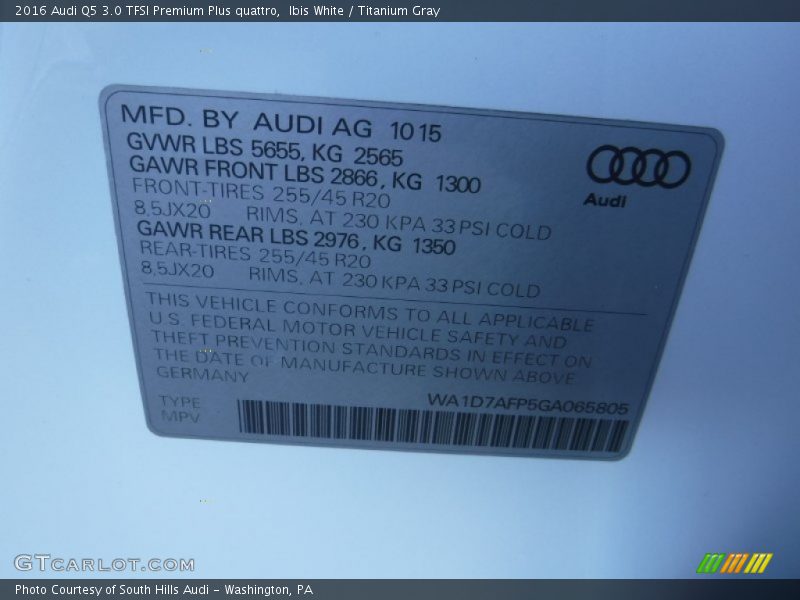 2016 Audi Q5 3.0 TFSI Premium Plus quattro,  Ibis White / Titanium Gray
MFD. BY AUDI AG 1015
GVWR LBS 5655, KG 2565
GAWR FRONT LBS 2866, KG 1300
FRONT-TIRES 255/45 R20
8,5JX20 RIMS, AT 230 KPA 33 PSI COLD
GAWR REAR LBS 2976, KG 1350
REAR-TIRES 255/45 R20
8,5JX20 RIMS, AT 230 KPA 33 PSI COLD
Audi
THIS VEHICLE CONFORMS TO ALL APPLICABLE
U.S. FEDERAL MOTOR VEHICLE SAFETY AND
THEFT PREVENTION STANDARDS IN EFFECT ON
THE DATE OF MANUFACTURE SHOWN ABOVE
GERMANY
WA1D7AFP5GA065805
TYPE
MPV
GTCARLOT.COM
Photo Courtesy of South Hills Audi - Washington, PA